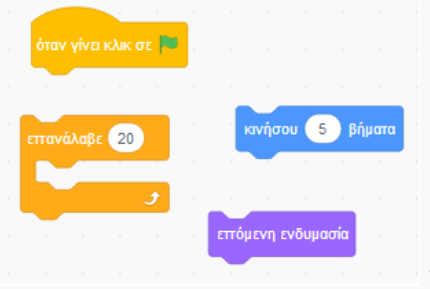 όταν γίνει κλικ σε
επανάλαβε 20
κινήσου 5 βήματα
επόμενη ενδυμασία